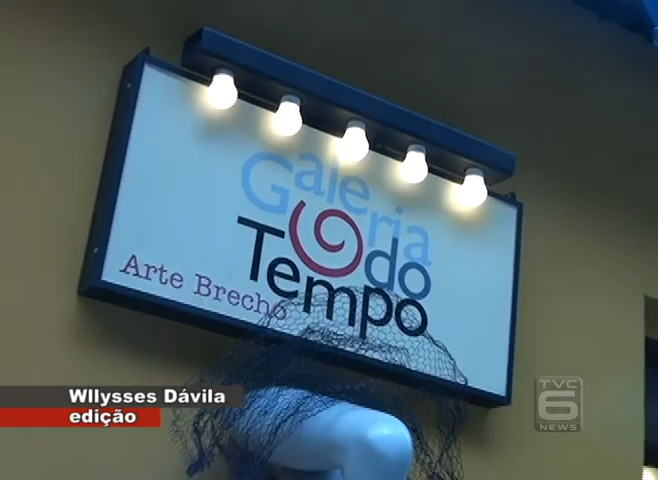 Galeria
do
Tempo
Arte Brechó
Wllysses Dávila
edição
TVC
6
NEWS